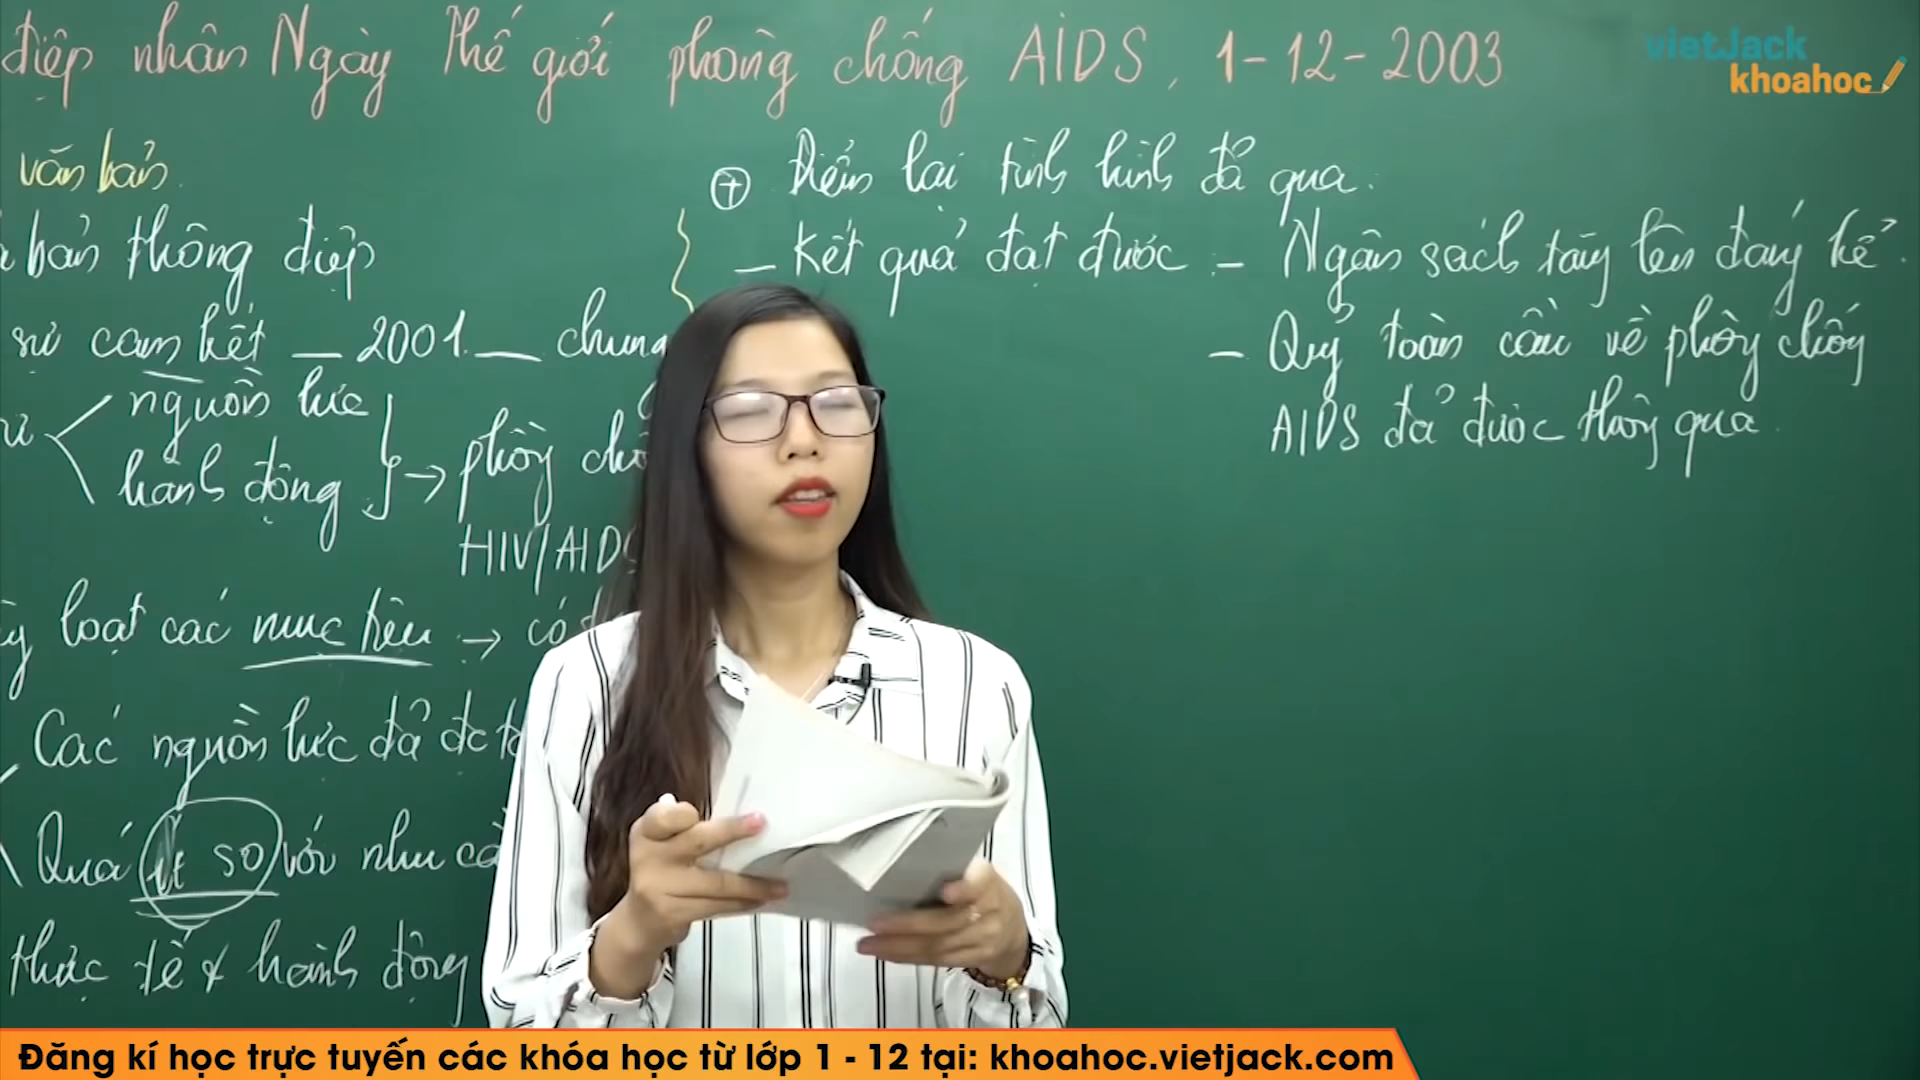 điệp nhân Ngày Thế giới phòng chống AIDS, 1-12-2003
vietJack
khoahoc
văn bản
bản thông điệp
sự cam kết _ 2001 _ chung
nguồn lực
hành động
→ phòng
HIV/AIDS
loạt các mục tiêu → có
Các nguồn lực đã đc
Quá ít so với nhu cầ
thực tế & hành động
+ Điểm lại tình hình đã qua.
- Kết quả đạt được - Ngân sách tăng lên đáng kể.
- Quỹ toàn cầu về phòng chống
AIDS đã được thông qua.
Đăng kí học trực tuyến các khóa học từ lớp 1 - 12 tại: khoahoc.vietjack.com